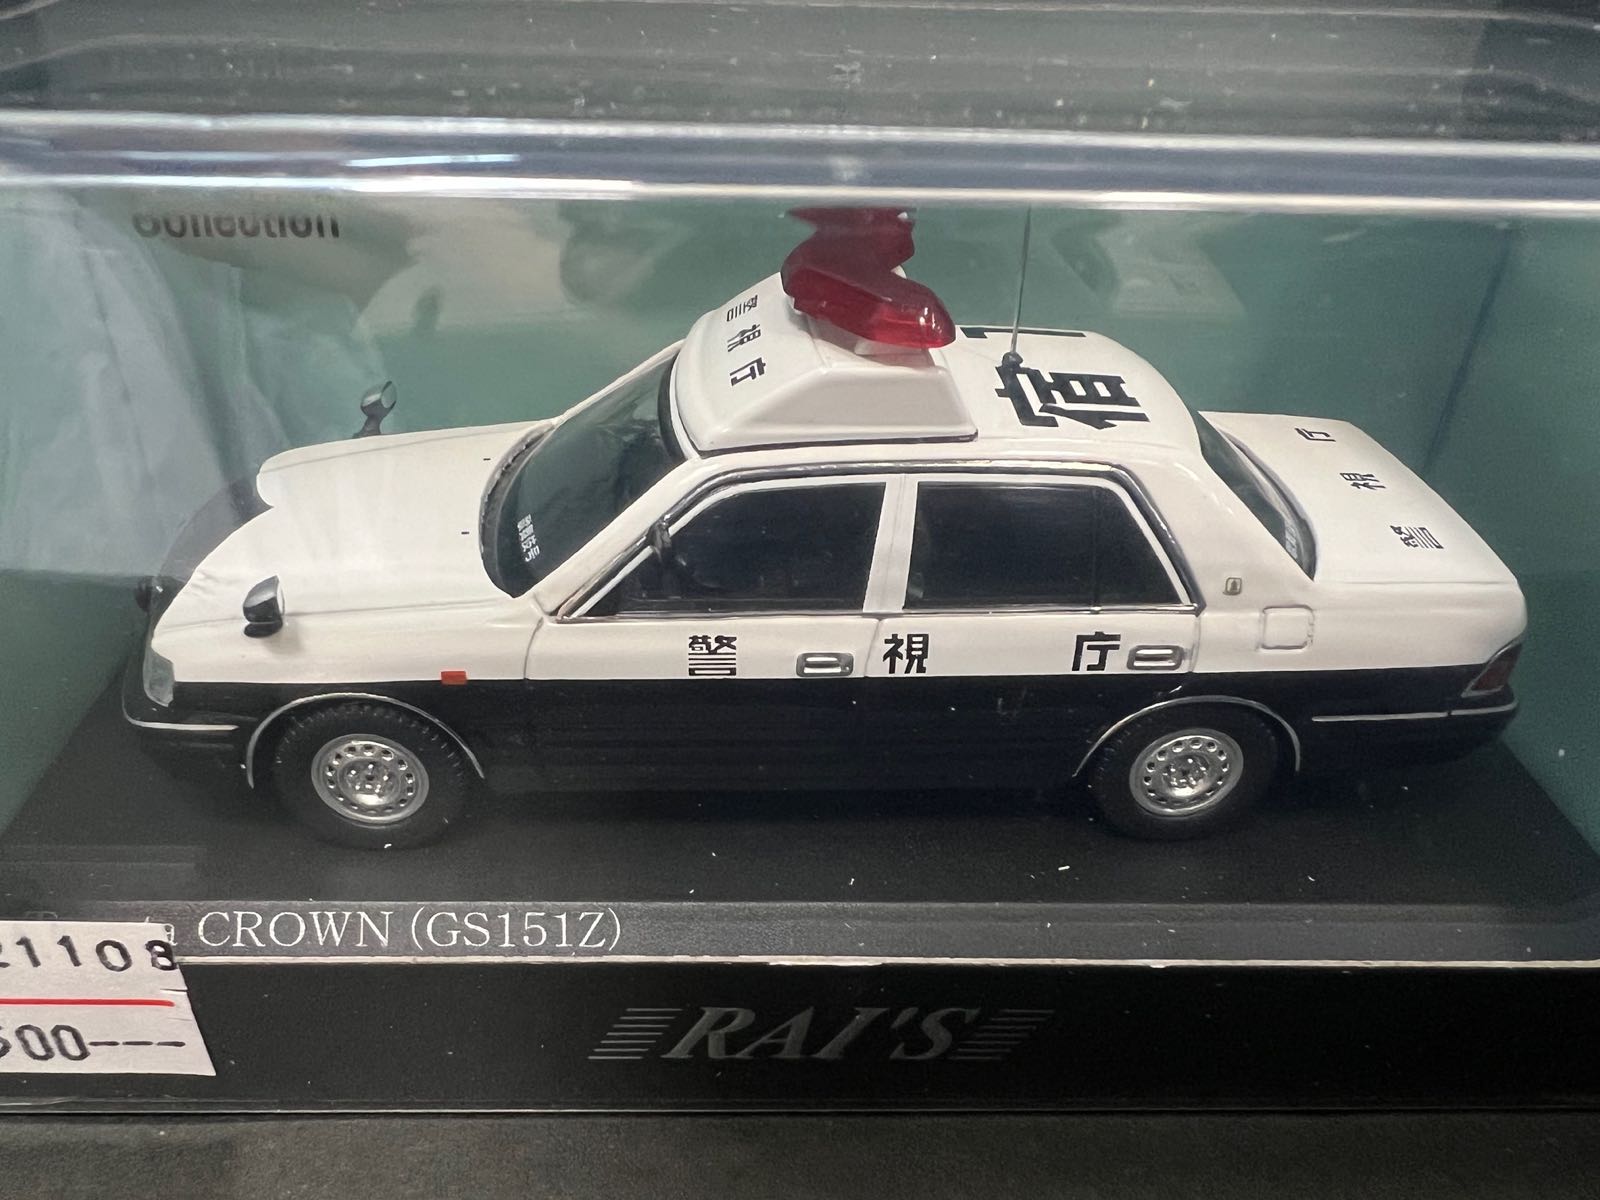 Collection
警視庁
宿
1
庁視警
警視庁
CROWN (GS151Z)
21108
500---
RAI'S